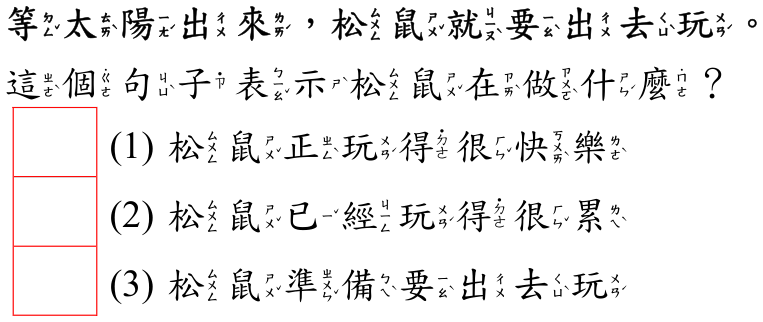 等太陽出來，松鼠就要出去玩。
這個句子表示松鼠在做什麼？
(1) 松鼠正玩得很快樂
(2) 松鼠已經玩得很累
(3) 松鼠準備要出去玩